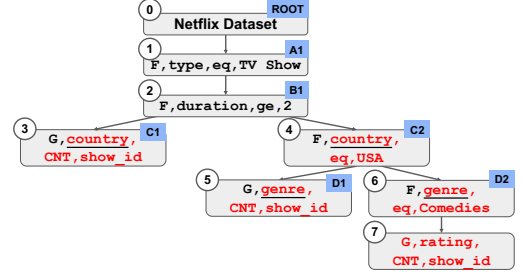 0
ROOT
Netflix Dataset
1
A1
F,type,eq,TV Show
2
B1
F,duration,ge,2
3
C1
G,country,
CNT,show_id
4
C2
F,country,
eq,USA
5
D1
G,genre,
CNT,show_id
6
D2
F,genre,
eq,Comedies
7
G,rating,
CNT,show_id